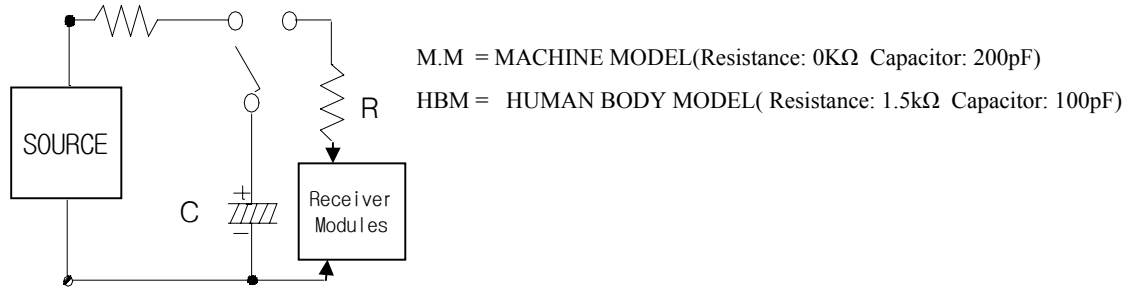 M.M = MACHINE MODEL(Resistance: 0KΩ Capacitor: 200pF)
HBM = HUMAN BODY MODEL( Resistance: 1.5kΩ Capacitor: 100pF)
R
SOURCE
+
C
−
Receiver
Modules